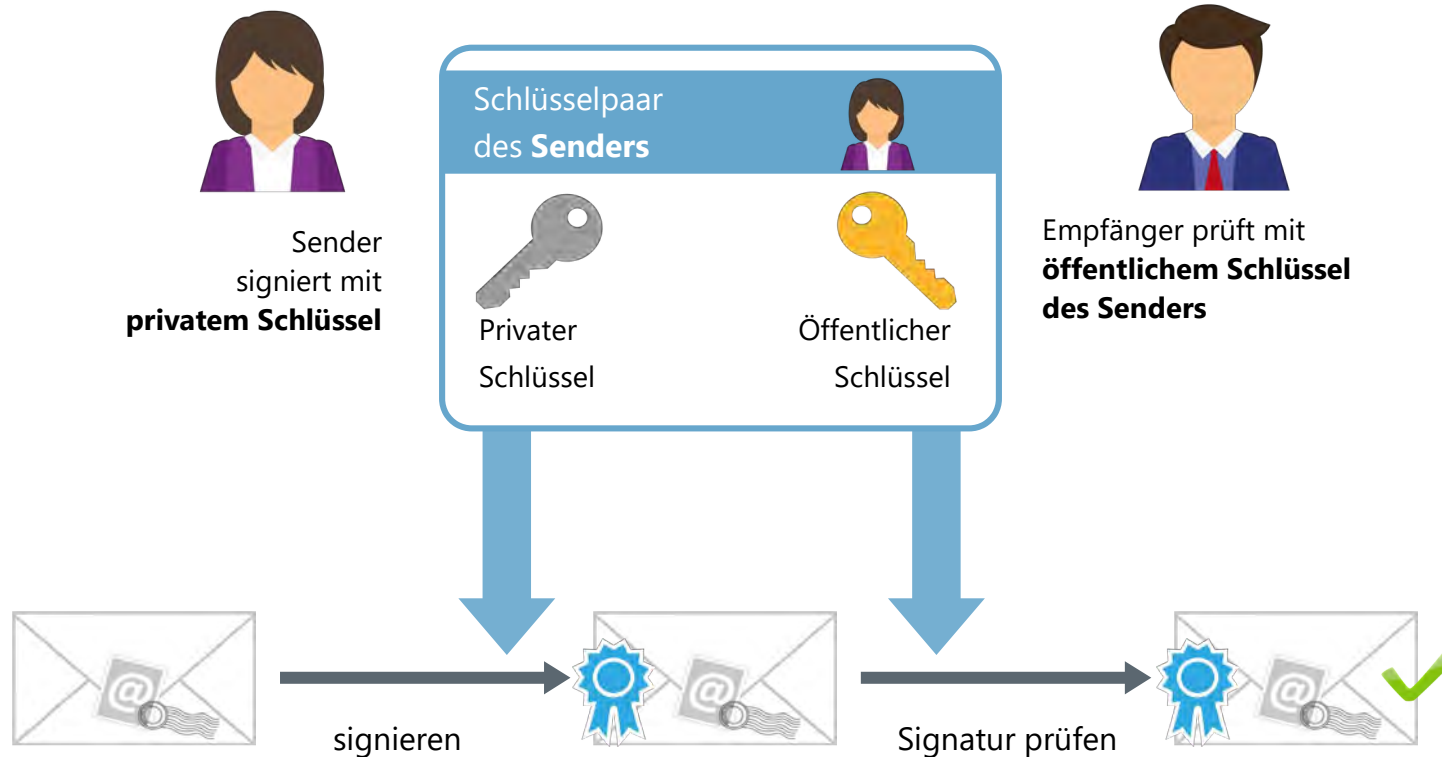 Schlüsselpaar
des Senders
Sender
signiert mit
privatem Schlüssel
Privater
Schlüssel
Öffentlicher
Schlüssel
Empfänger prüft mit
öffentlichem Schlüssel
des Senders
@
@
@
signieren
Signatur prüfen